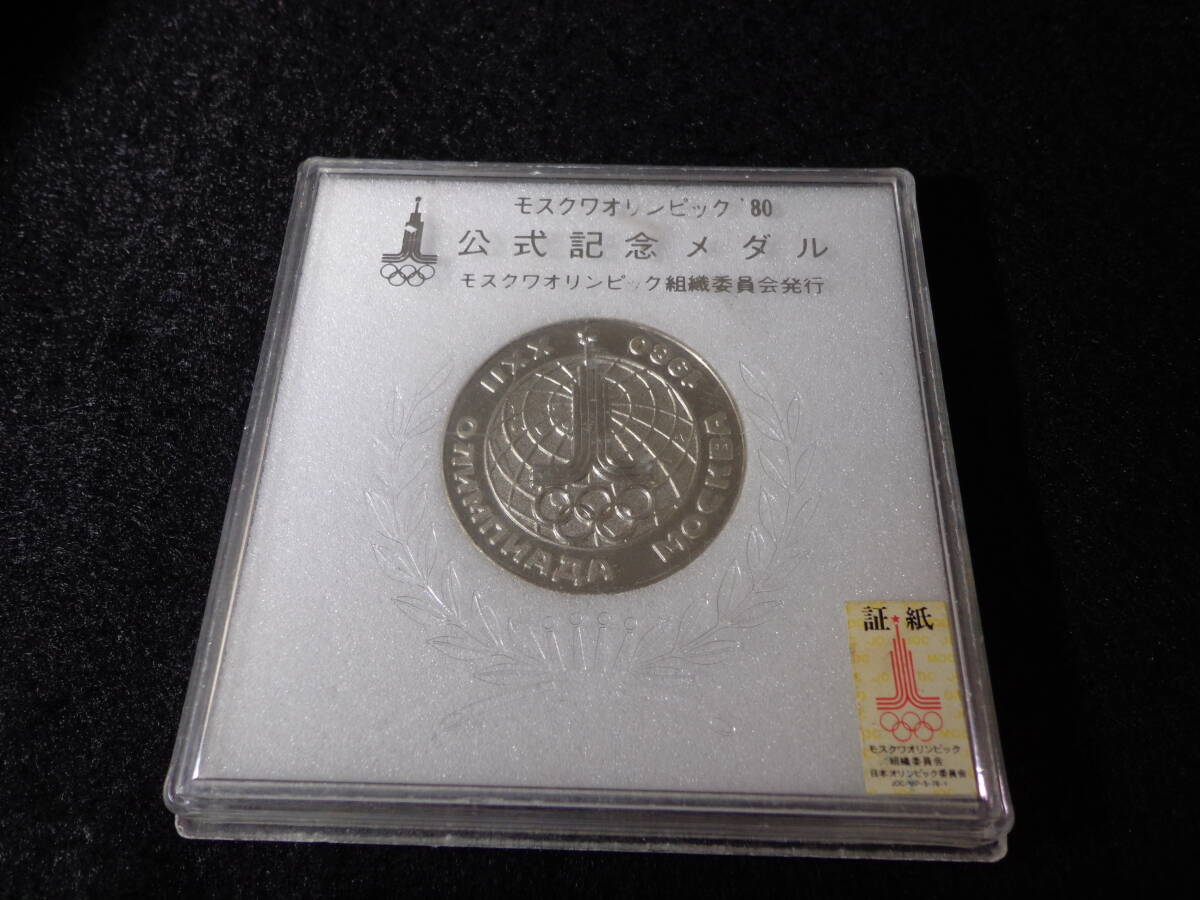 モスクワオリンピック '80
公式記念メダル
モスクワオリンピック組織委員会発行
XXII ОЛИМПИАДА МОСКВА 1980
証紙
モスクワオリンピック
組織委員会
日本オリンピック委員会